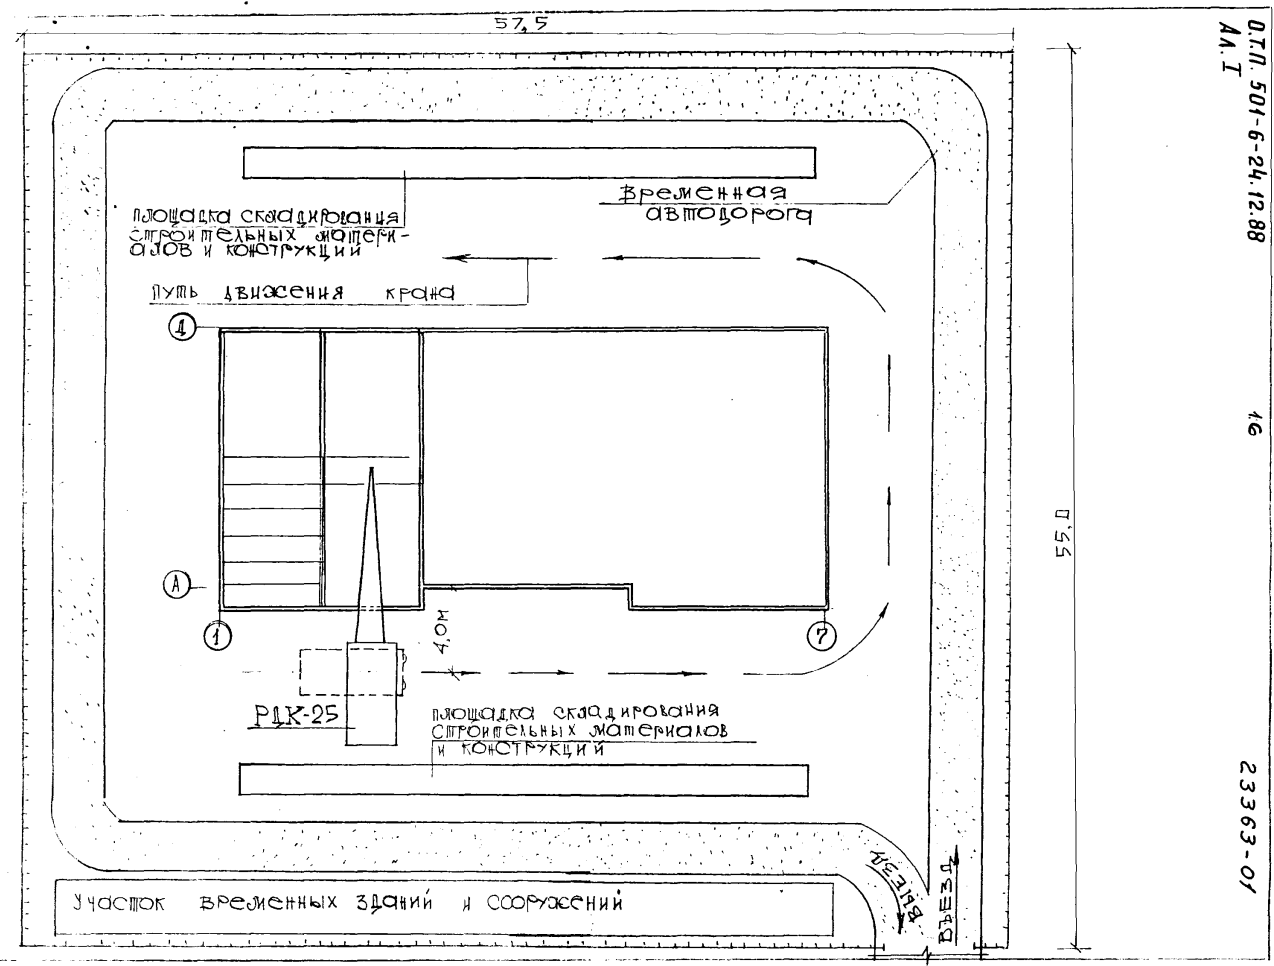 57,5
О.Т.П. 501-6-24.12.88
Ал. I
16
23363-01
Временная
автодорога
площадка складирования
строительных матери-
алов и конструкций
путь движения крана
Д
А
1
7
4,0м
55,0
РДК-25
площадка складирования
строительных материалов
и конструкций
Участок временных зданий и сооружений
Выезд
Въезд